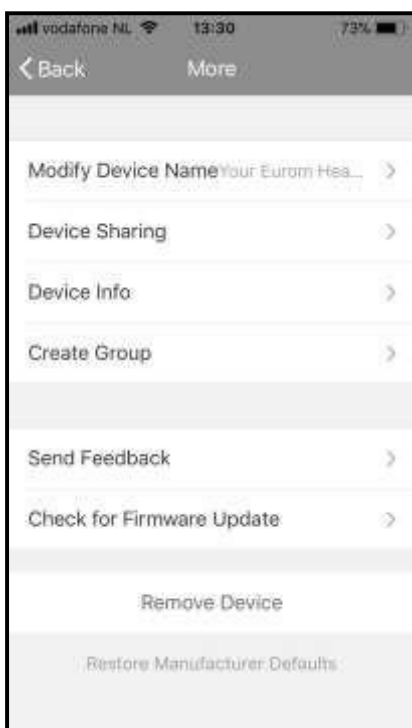 vodafone NL 13:30 73%
Back More
Modify Device Name Your Eurom Hea...
Device Sharing
Device Info
Create Group
Send Feedback
Check for Firmware Update
Remove Device
Restore Manufacturer Defaults